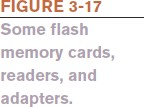 FIGURE 3-17
Some flash
memory cards,
readers, and
adapters.